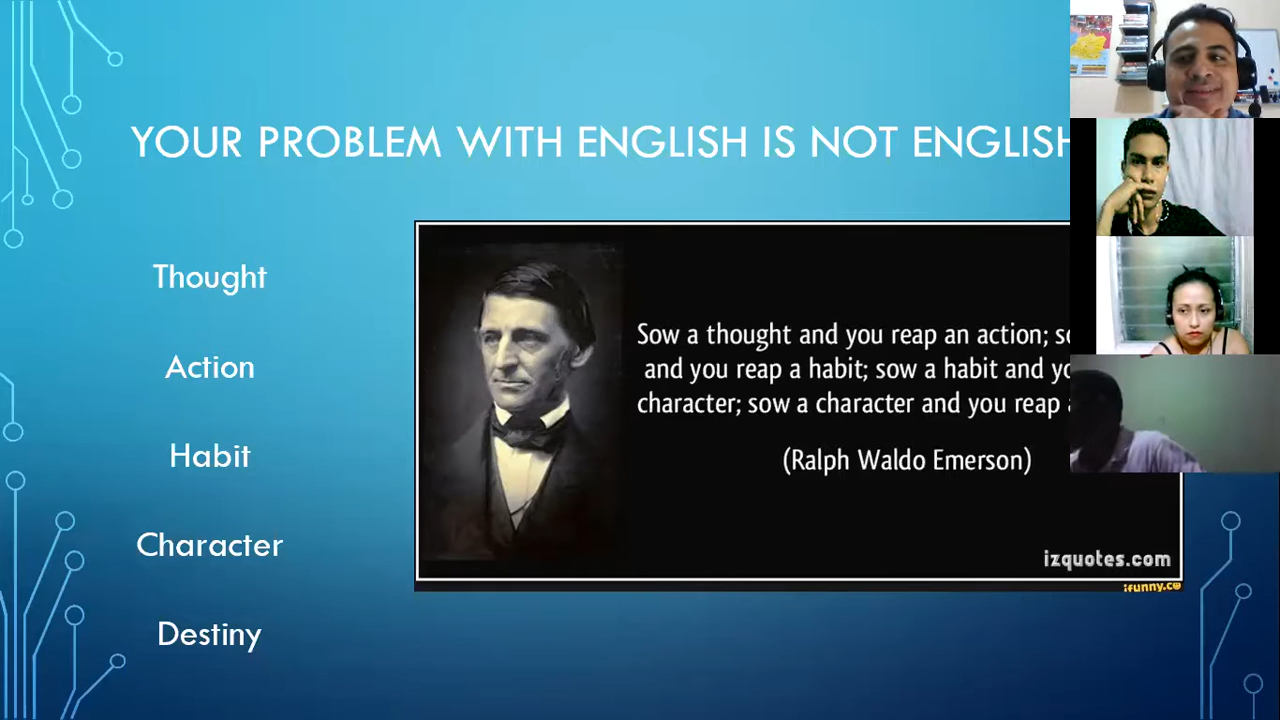 YOUR PROBLEM WITH ENGLISH IS NOT ENGLISH
Thought
Action
Habit
Character
Destiny
Sow a thought and you reap an action;
and you reap a habit; sow a habit and
character; sow a character and you reap
(Ralph Waldo Emerson)
izquotes.com
ifunny.co